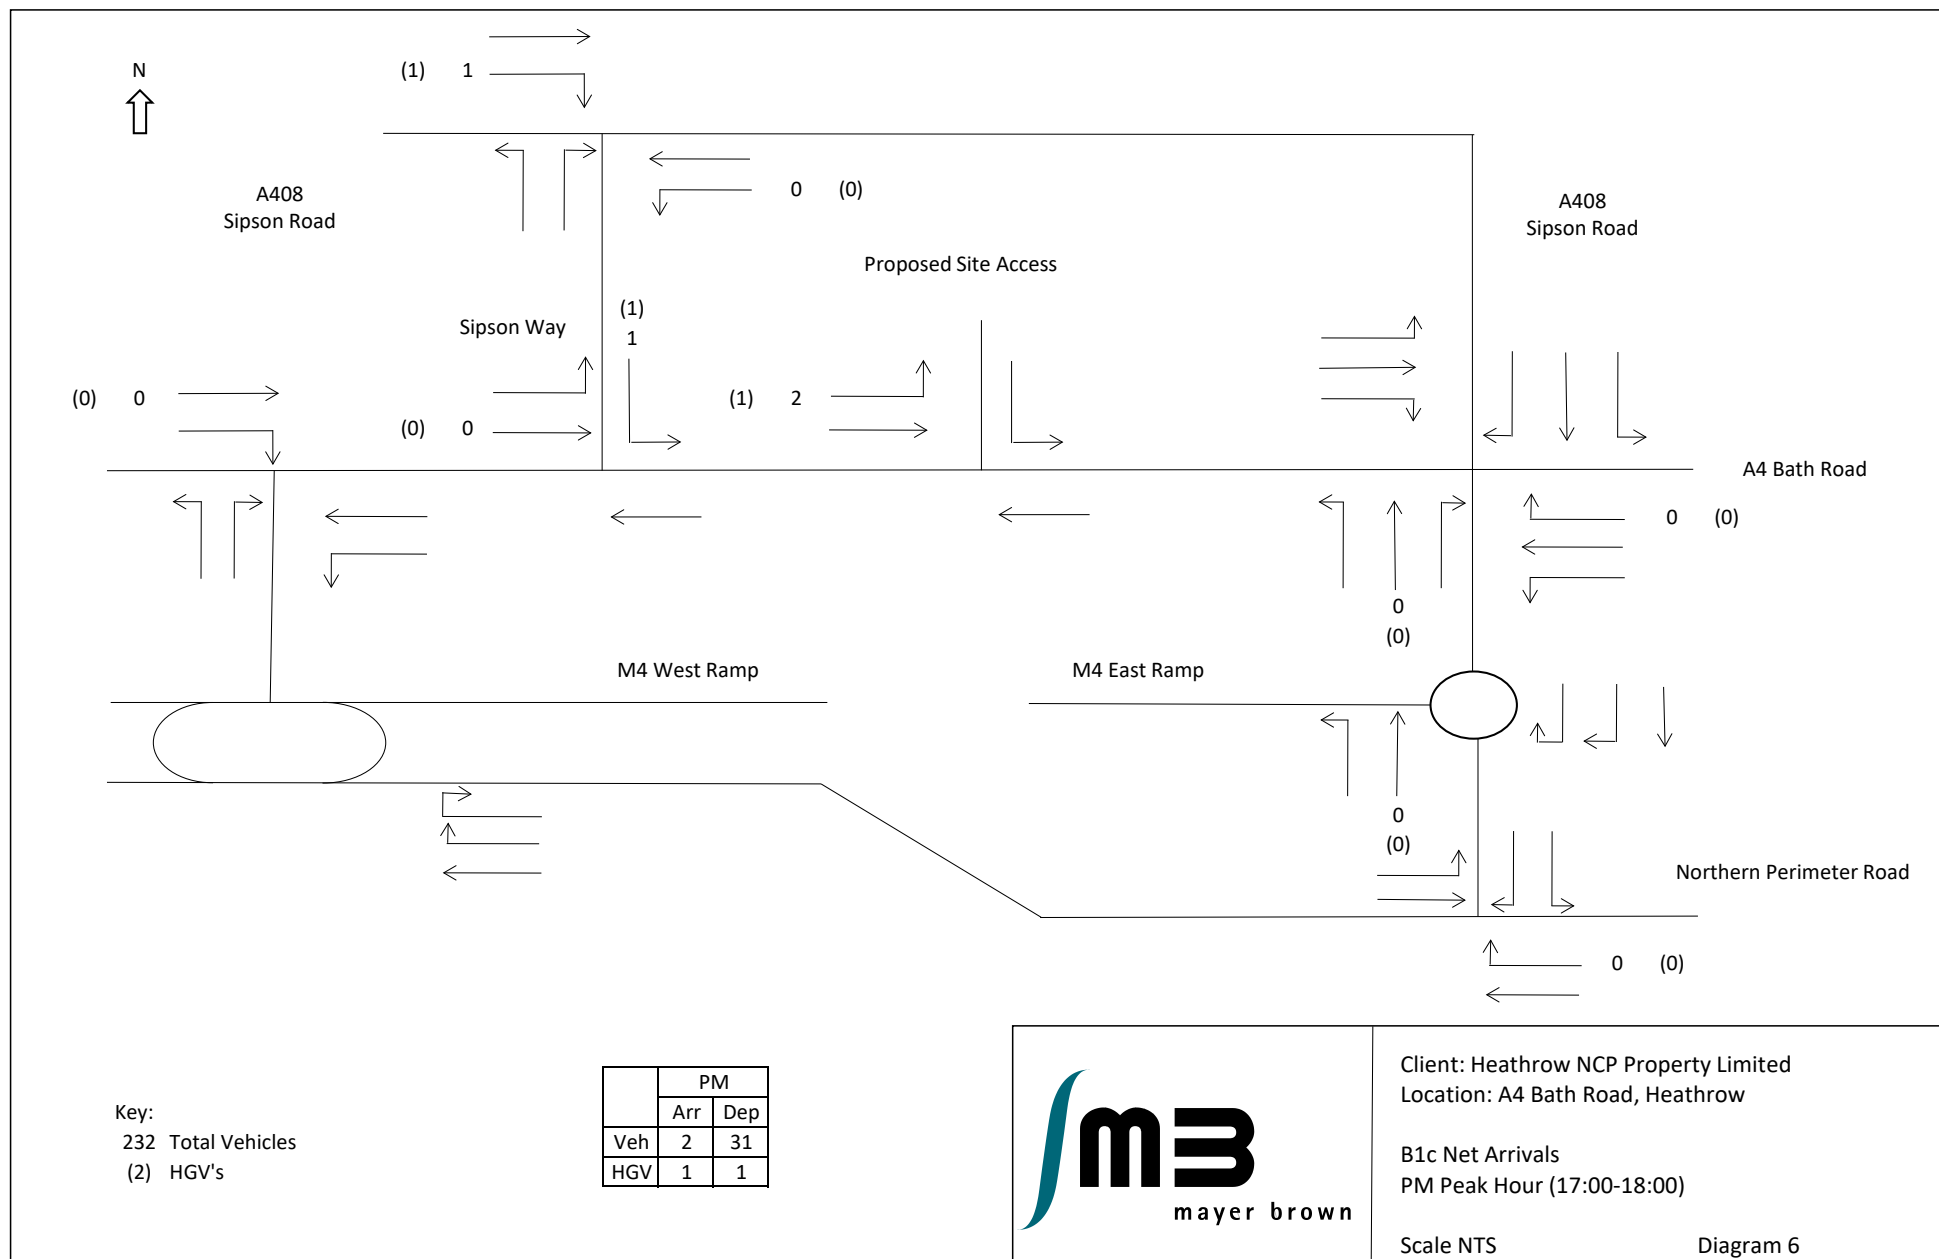 N
(1) 1
A408
Sipson Road
0 (0)
A408
Sipson Road
Proposed Site Access
(1)
1
Sipson Way
(0) 0
(0) 0
(1) 2
A4 Bath Road
0 (0)
0
(0)
M4 West Ramp
M4 East Ramp
0
(0)
Northern Perimeter Road
0 (0)
Key:
232 Total Vehicles
(2) HGV's
PM
Arr Dep
Veh 2 31
HGV 1 1
mayer brown
Client: Heathrow NCP Property Limited
Location: A4 Bath Road, Heathrow
B1c Net Arrivals
PM Peak Hour (17:00-18:00)
Scale NTS Diagram 6